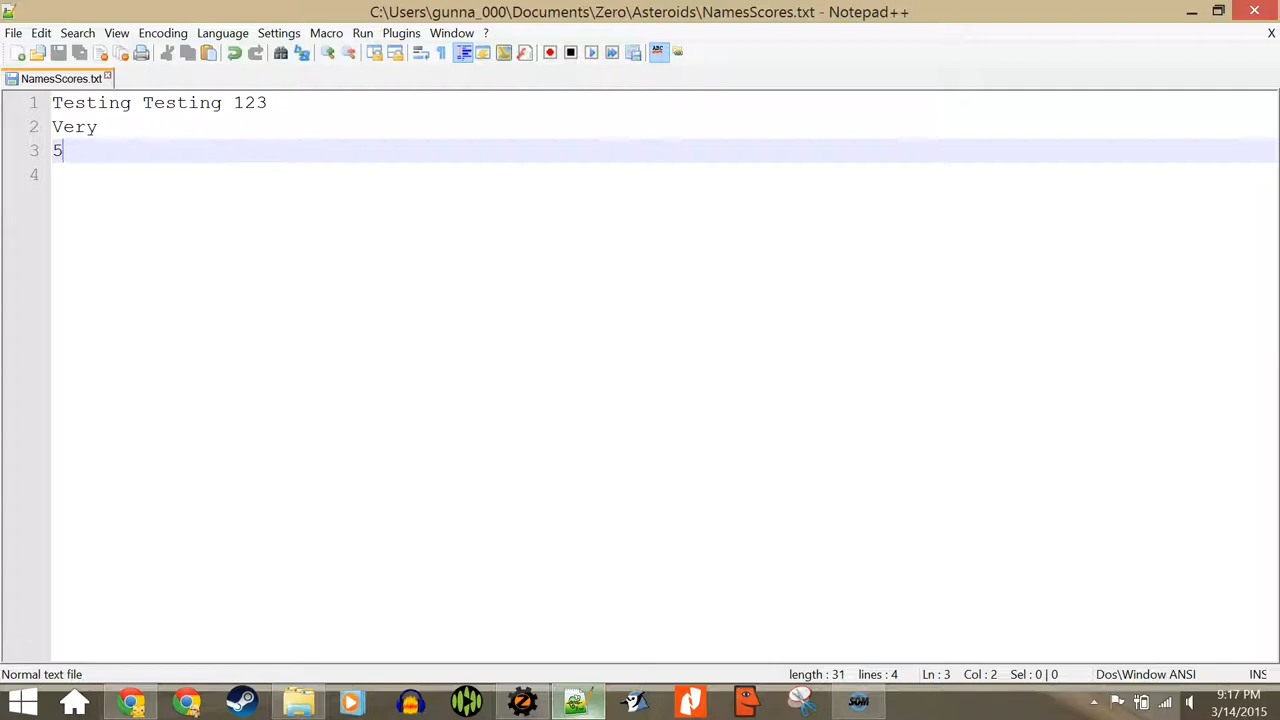 C:\Users\gunna_000\Documents\Zero\Asteroids\NamesScores.txt - Notepad++
File Edit Search View Encoding Language Settings Macro Run Plugins Window ? X
ABC
NamesScores.txt
1 Testing Testing 123
2 Very
3 5
4
Normal text file length : 31 lines : 4 Ln : 3 Col : 2 Sel : 0 | 0 Dos\Window ANSI INS
SOM
9:17 PM
3/14/2015